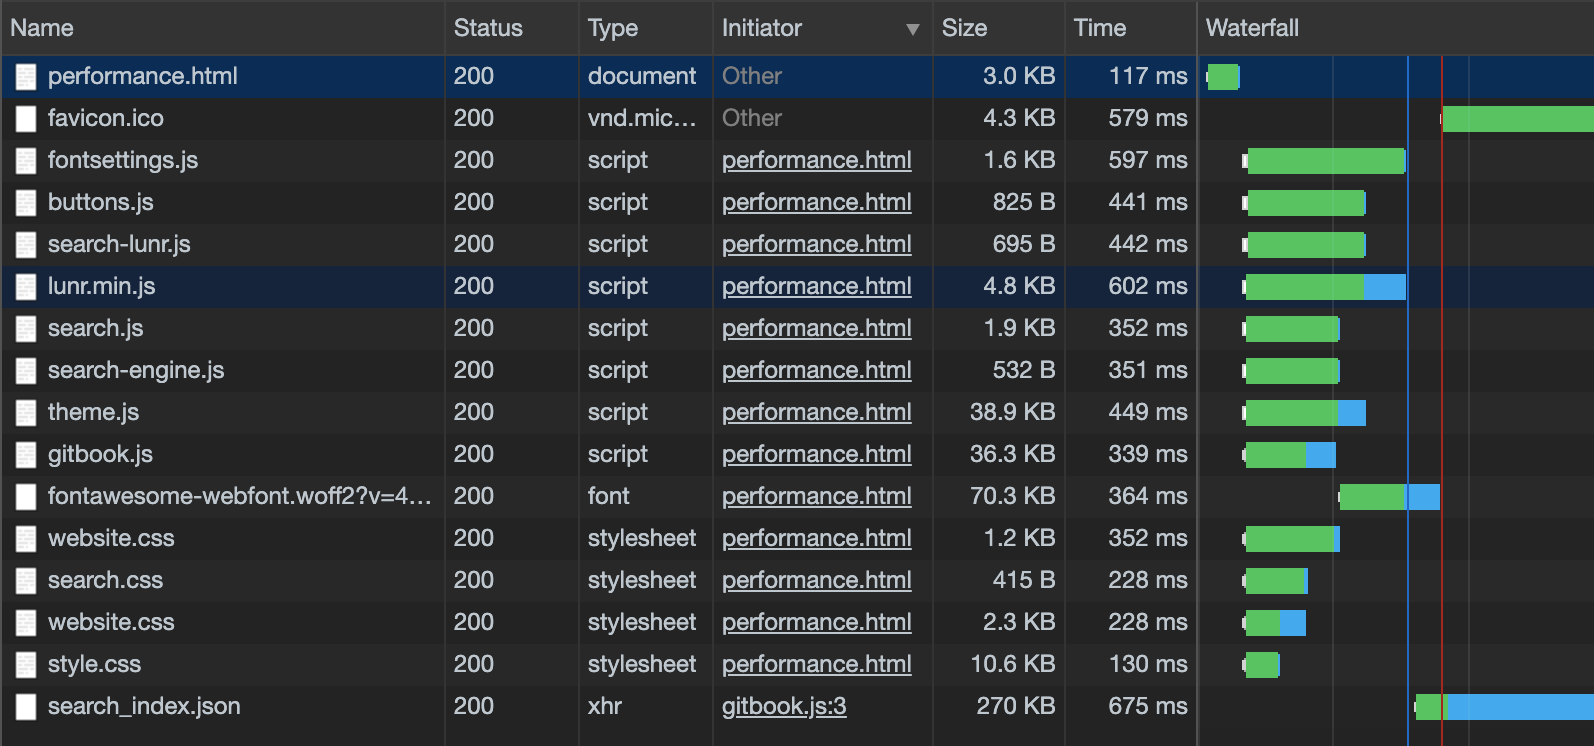 Name Status Type Initiator ▼ Size Time Waterfall
performance.html 200 document Other 3.0 KB 117 ms
favicon.ico 200 vnd.mic… Other 4.3 KB 579 ms
fontsettings.js 200 script performance.html 1.6 KB 597 ms
buttons.js 200 script performance.html 825 B 441 ms
search-lunr.js 200 script performance.html 695 B 442 ms
lunr.min.js 200 script performance.html 4.8 KB 602 ms
search.js 200 script performance.html 1.9 KB 352 ms
search-engine.js 200 script performance.html 532 B 351 ms
theme.js 200 script performance.html 38.9 KB 449 ms
gitbook.js 200 script performance.html 36.3 KB 339 ms
fontawesome-webfont.woff2?v=4… 200 font performance.html 70.3 KB 364 ms
website.css 200 stylesheet performance.html 1.2 KB 352 ms
search.css 200 stylesheet performance.html 415 B 228 ms
website.css 200 stylesheet performance.html 2.3 KB 228 ms
style.css 200 stylesheet performance.html 10.6 KB 130 ms
search_index.json 200 xhr gitbook.js:3 270 KB 675 ms